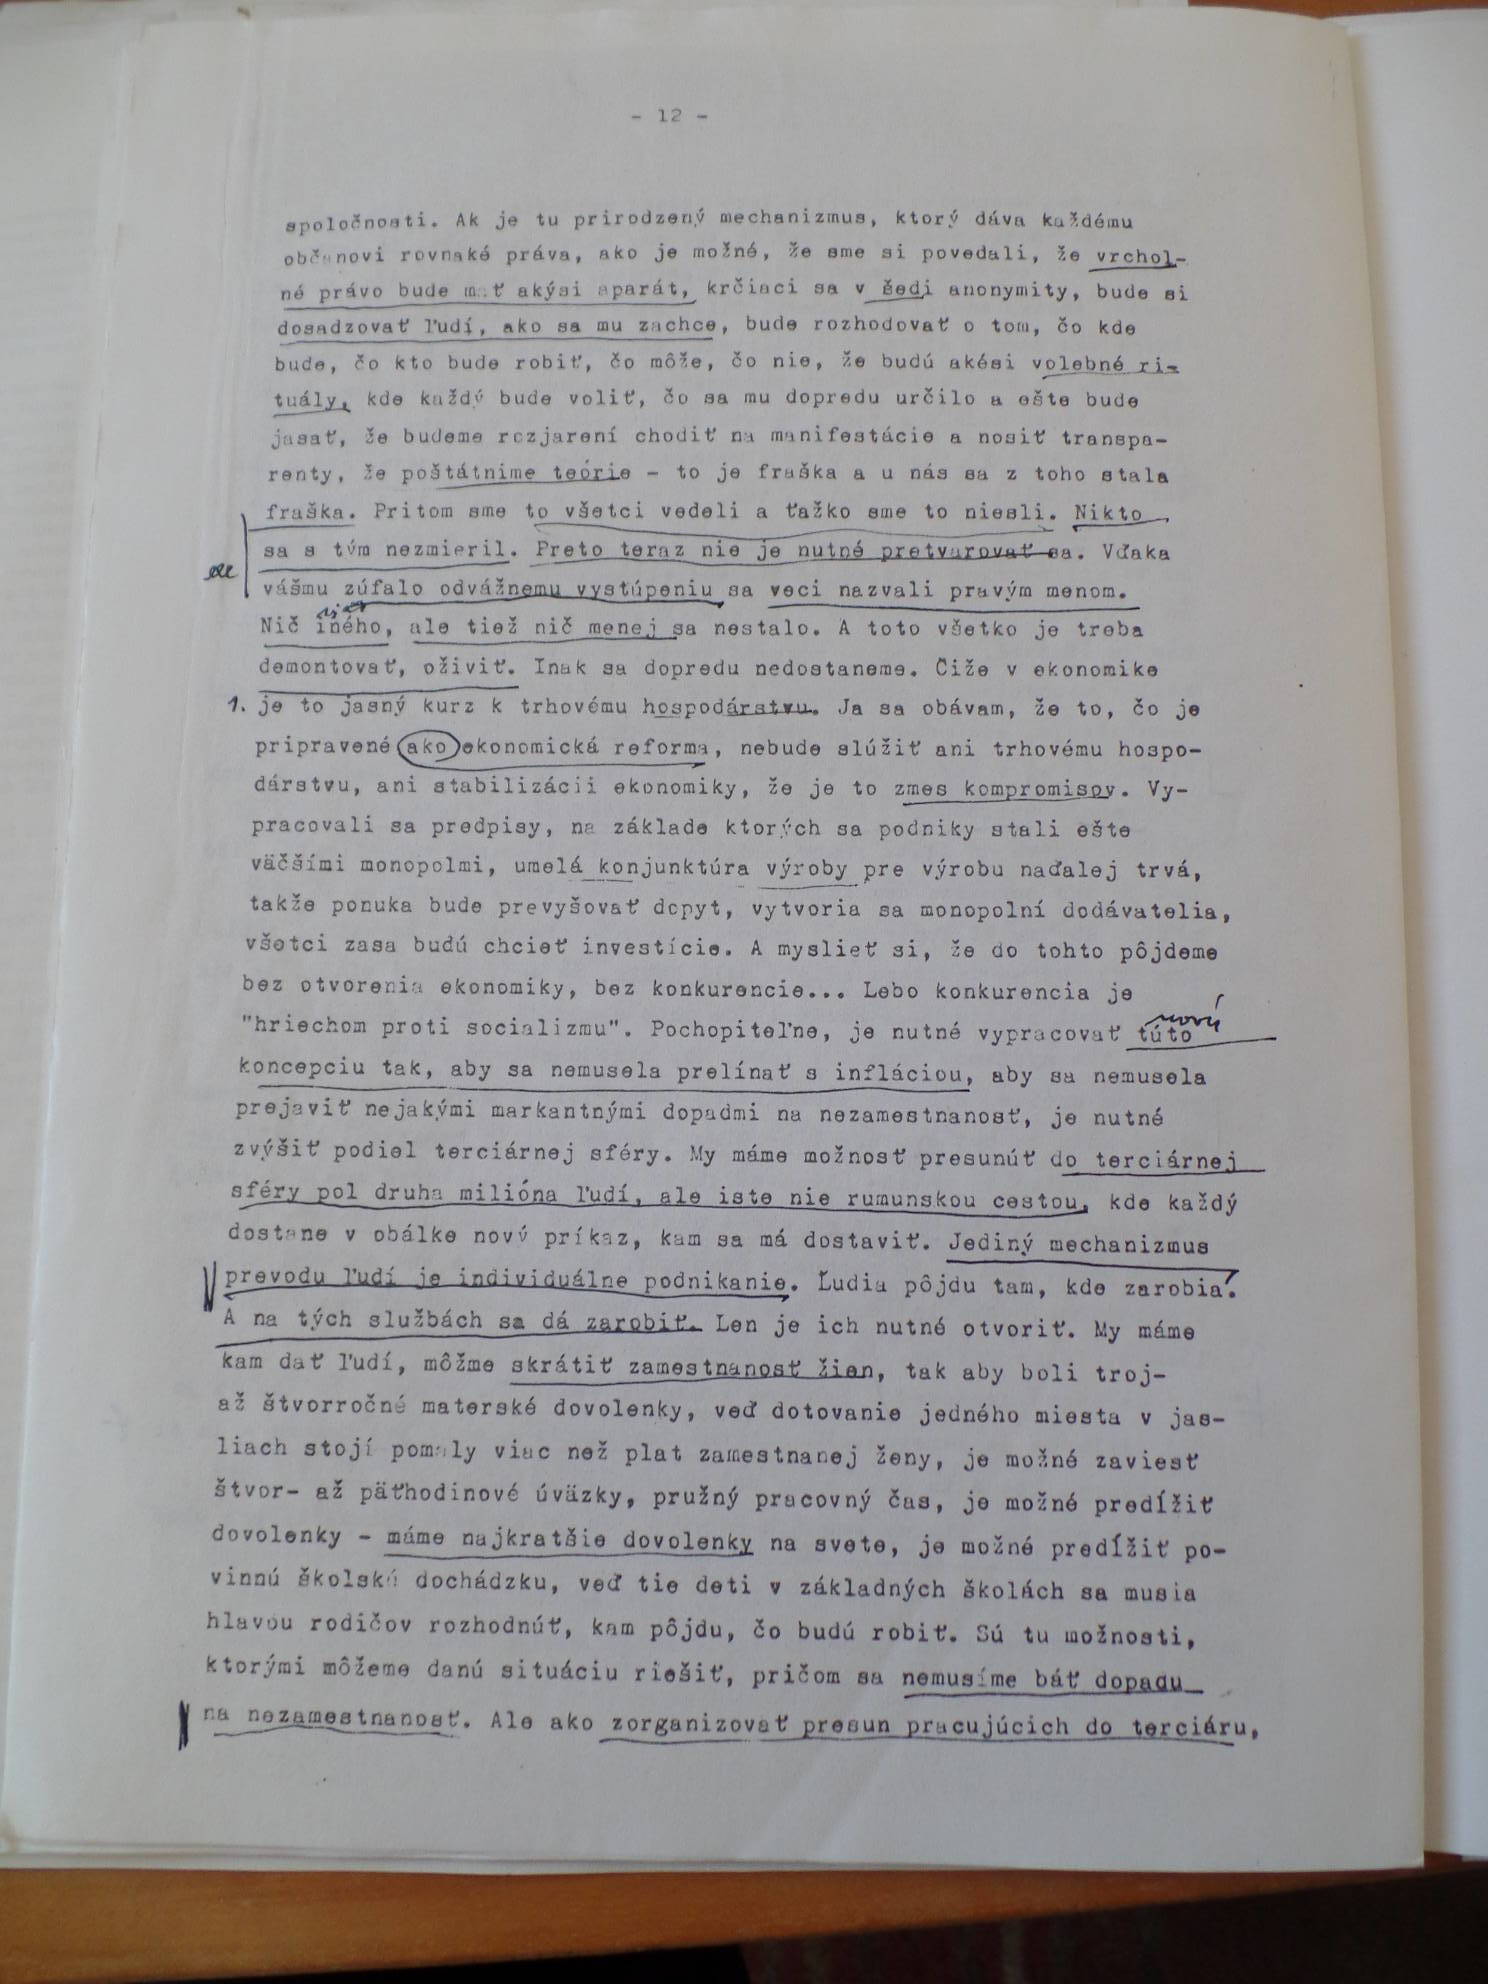 - 12 -
spoločnosti. Ak je tu prirodzený mechanizmus, ktorý dáva každému
občanovi rovnaké práva, ako je možné, že sme si povedali, že vrchol-
né právo bude mať akýsi aparát, krčiaci sa v šedi anonymity, bude si
dosadzovať ľudí, ako sa mu zachce, bude rozhodovať o tom, čo kde
bude, čo kto bude robiť, čo môže, čo nie, že budú akési volebné ri-
tuály, kde každý bude voliť, čo sa mu dopredu určilo a ešte bude
jasať, že budeme rozjarení chodiť na manifestácie a nosiť transpa-
renty, že poštátnime teórie - to je fraška a u nás sa z toho stala
fraška. Pritom sme to všetci vedeli a ťažko sme to niesli. Nikto
sa s tým nezmieril. Preto teraz nie je nutné pretvarovať sa. Vďaka
vášmu zúfalo odvážnemu vystúpeniu sa veci nazvali pravým menom.
Nič iného, ale tiež nič menej sa nestalo. A toto všetko je treba
demontovať, oživiť. Inak sa dopredu nedostaneme. Čiže v ekonomike
1. je to jasný kurz k trhovému hospodárstvu. Ja sa obávam, že to, čo je
pripravené ako ekonomická reforma, nebude slúžiť ani trhovému hospo-
dárstvu, ani stabilizácii ekonomiky, že je to zmes kompromisov. Vy-
pracovali sa predpisy, na základe ktorých sa podniky stali ešte
väčšími monopolmi, umelá konjunktúra výroby pre výrobu naďalej trvá,
takže ponuka bude prevyšovať dopyt, vytvoria sa monopolní dodávatelia,
všetci zasa budú chcieť investície. A myslieť si, že do tohto pôjdeme
bez otvorenia ekonomiky, bez konkurencie... Lebo konkurencia je
novú
"hriechom proti socializmu". Pochopiteľne, je nutné vypracovať túto
koncepciu tak, aby sa nemusela prelínať s infláciou, aby sa nemusela
prejaviť nejakými markantnými dopadmi na nezamestnanosť, je nutné
zvýšiť podiel terciárnej sféry. My máme možnosť presunúť do terciárnej
sféry pol druha milióna ľudí, ale iste nie rumunskou cestou, kde každý
dostane v obálke nový príkaz, kam sa má dostaviť. Jediný mechanizmus
prevodu ľudí je individuálne podnikanie. Ľudia pôjdu tam, kde zarobia.
A na tých službách sa dá zarobiť. Len je ich nutné otvoriť. My máme
kam dať ľudí, môžme skrátiť zamestnanosť žien, tak aby boli troj-
až štvorročné materské dovolenky, veď dotovanie jedného miesta v jas-
liach stojí pomaly viac než plat zamestnanej ženy, je možné zaviesť
štvor- až päťhodinové úväzky, pružný pracovný čas, je možné predĺžiť
dovolenky - máme najkratšie dovolenky na svete, je možné predĺžiť po-
vinnú školskú dochádzku, veď tie deti v základných školách sa musia
hlavou rodičov rozhodnúť, kam pôjdu, čo budú robiť. Sú tu možnosti,
ktorými môžeme danú situáciu riešiť, pričom sa nemusíme báť dopadu
na nezamestnanosť. Ale ako zorganizovať presun pracujúcich do terciáru,